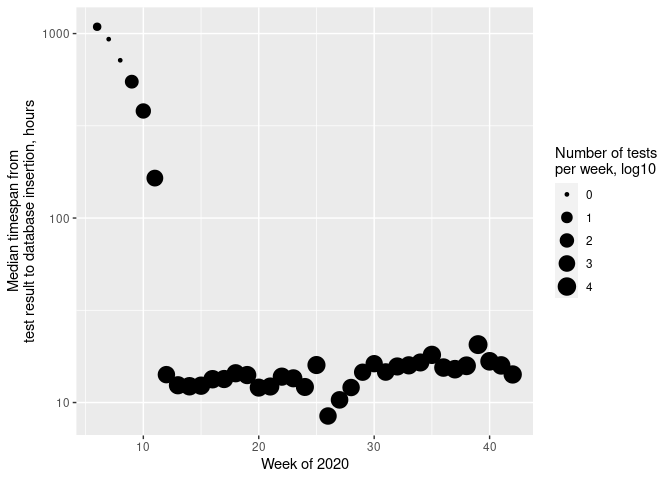 1000
100
10
Median timespan from
test result to database insertion, hours
10
20
30
40
Week of 2020
Number of tests
per week, log10
0
1
2
3
4